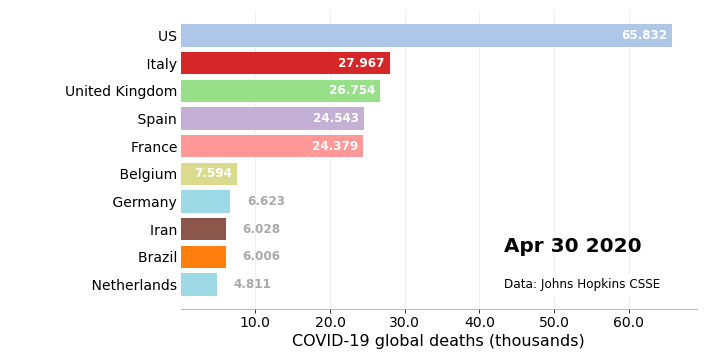 US 65.832
Italy 27.967
United Kingdom 26.754
Spain 24.543
France 24.379
Belgium 7.594
Germany 6.623
Iran 6.028
Brazil 6.006
Netherlands 4.811
Apr 30 2020
Data: Johns Hopkins CSSE
10.0 20.0 30.0 40.0 50.0 60.0
COVID-19 global deaths (thousands)